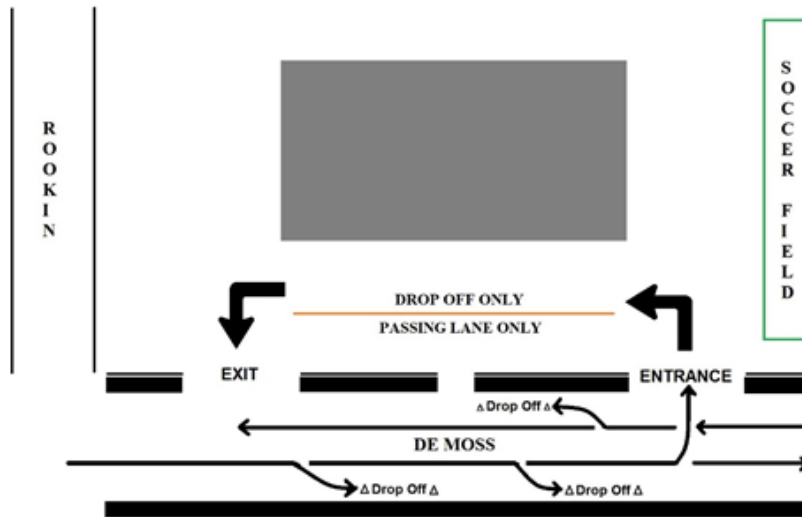 ROOKIN
SOCCER FIELD
DROP OFF ONLY
PASSING LANE ONLY
EXIT
ENTRANCE
Δ Drop Off Δ
DE MOSS
Δ Drop Off Δ
Δ Drop Off Δ